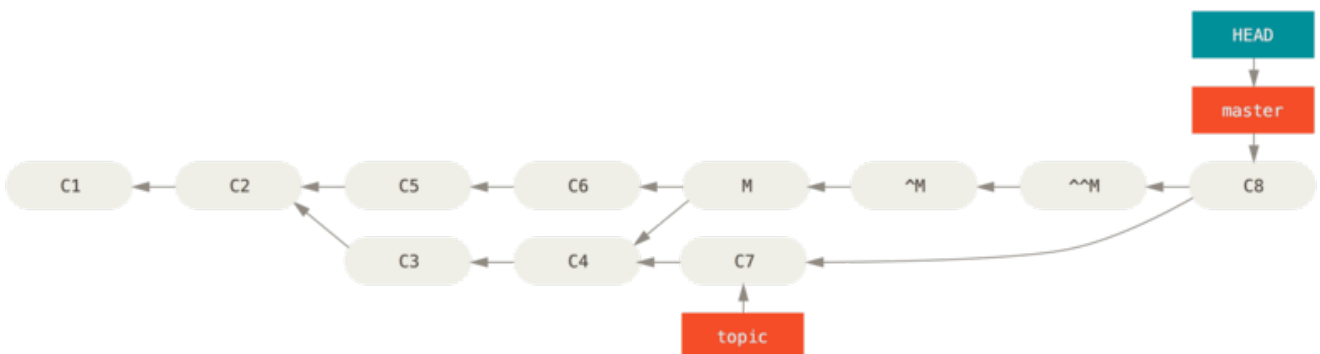 HEAD
master
C1 C2 C5 C6 M ^M ^^M C8
C3 C4 C7
topic